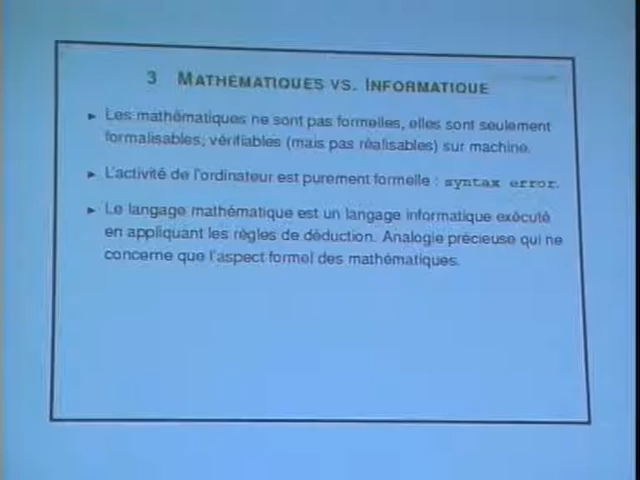 3 MATHÉMATIQUES VS. INFORMATIQUE
► Les mathématiques ne sont pas formelles, elles sont seulement
formalisables; vérifiables (mais pas réalisables) sur machine.
► L'activité de l'ordinateur est purement formelle : syntax error.
► Le langage mathématique est un langage informatique exécuté
en appliquant les règles de déduction. Analogie précieuse qui ne
concerne que l'aspect formel des mathématiques.